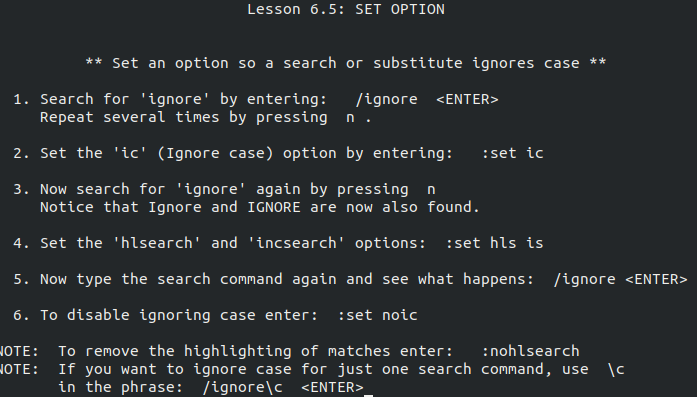 Lesson 6.5: SET OPTION
** Set an option so a search or substitute ignores case **
1. Search for 'ignore' by entering:   /ignore  <ENTER>
Repeat several times by pressing  n .
2. Set the 'ic' (Ignore case) option by entering:   :set ic
3. Now search for 'ignore' again by pressing  n
Notice that Ignore and IGNORE are now also found.
4. Set the 'hlsearch' and 'incsearch' options:  :set hls is
5. Now type the search command again and see what happens:  /ignore <ENTER>
6. To disable ignoring case enter:  :set noic
NOTE:  To remove the highlighting of matches enter:   :nohlsearch
NOTE:  If you want to ignore case for just one search command, use  \c
in the phrase:  /ignore\c  <ENTER>